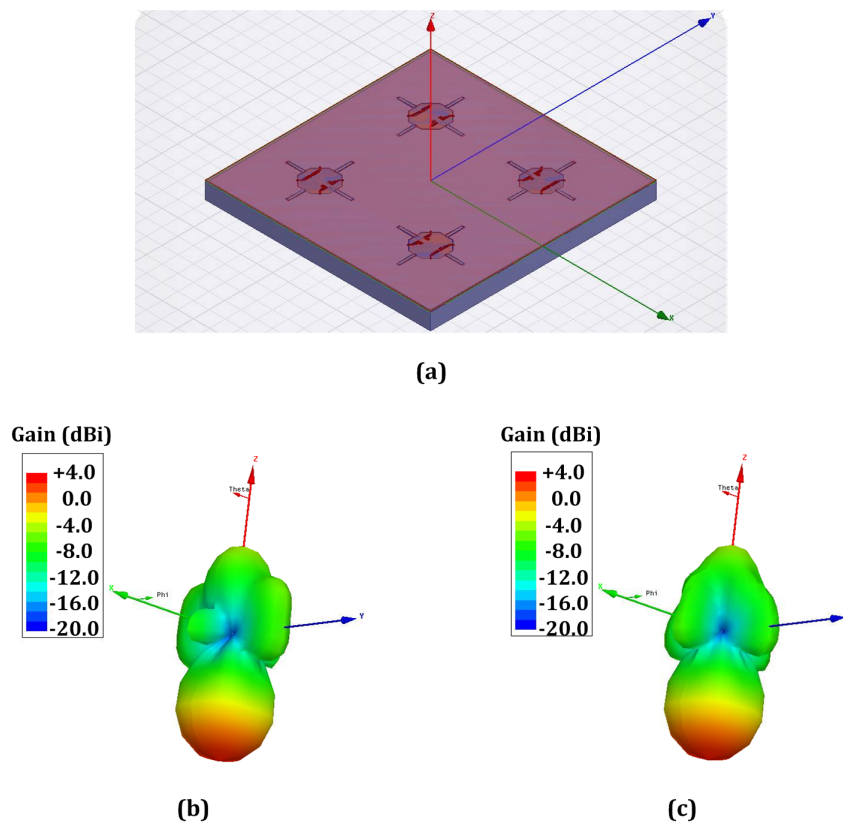 Z
Y
X
(a)
Gain (dBi)
+4.0
0.0
-4.0
-8.0
-12.0
-16.0
-20.0
Z
Theta
X
Phi
Y
(b)
Gain (dBi)
+4.0
0.0
-4.0
-8.0
-12.0
-16.0
-20.0
Z
Theta
X
Phi
(c)